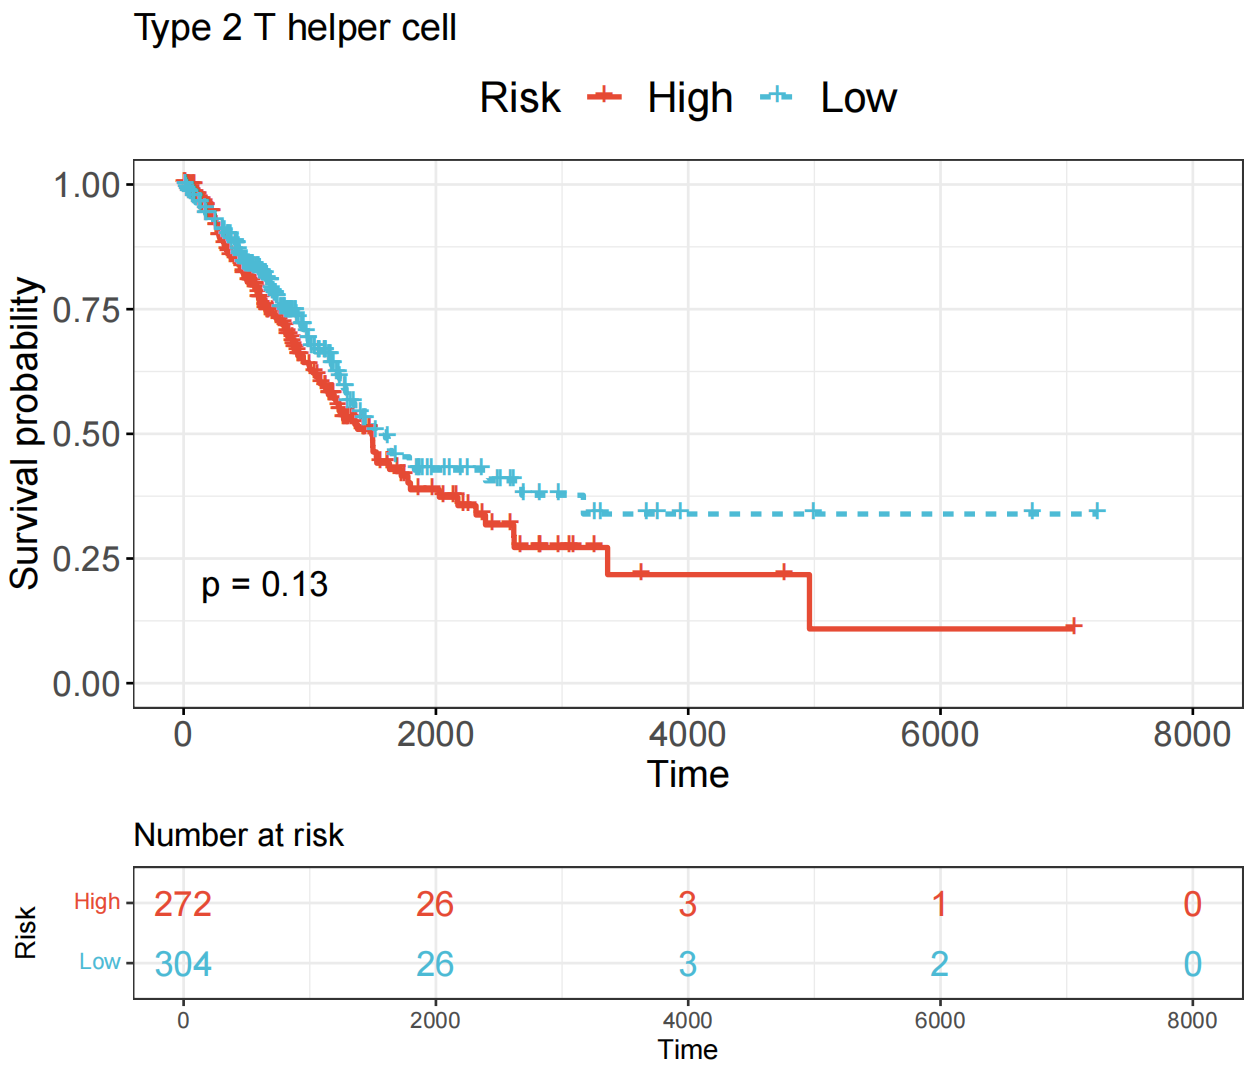 Type 2 T helper cell
Risk High Low
1.00
0.75
0.50
0.25
0.00
Survival probability
p = 0.13
0 2000 4000 6000 8000
Time
Number at risk
Risk
High 272 26 3 1 0
Low 304 26 3 2 0
0 2000 4000 6000 8000
Time